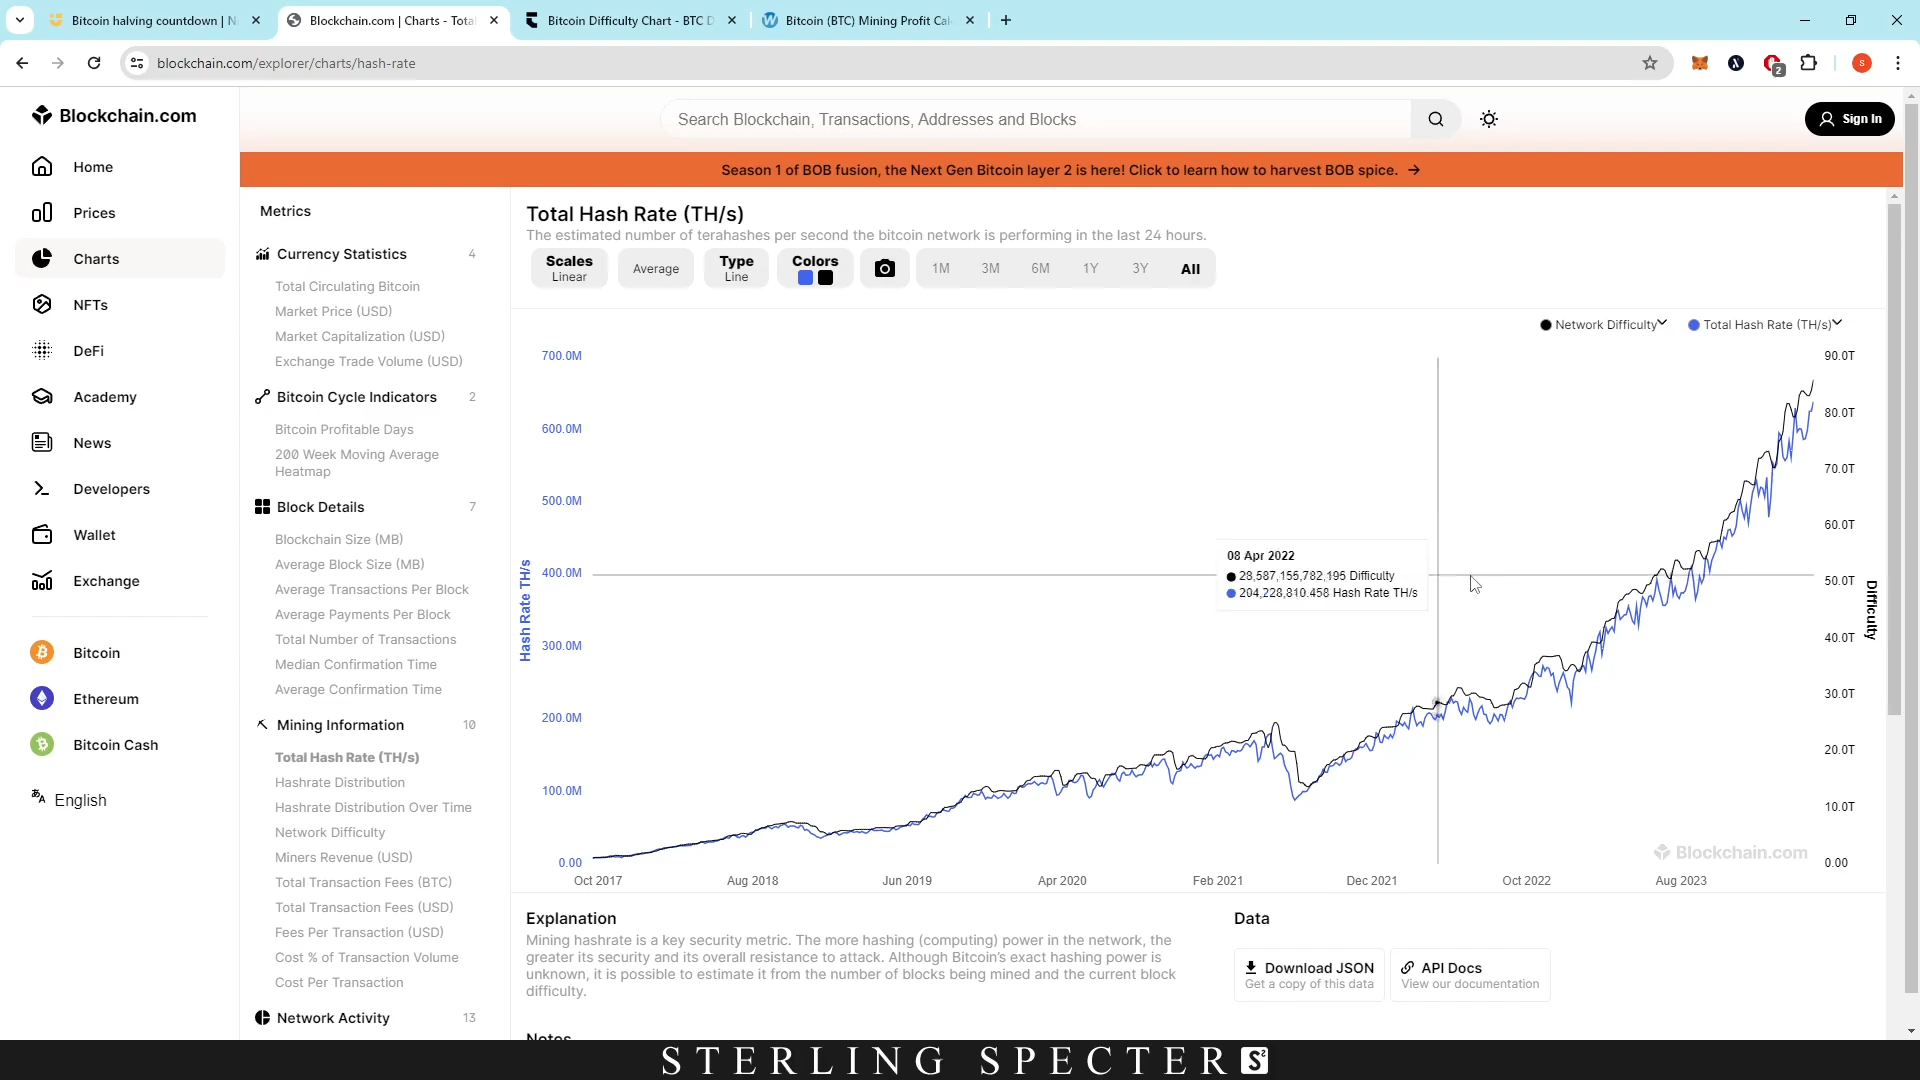 Bitcoin halving countdown | N
Blockchain.com | Charts - Total
Bitcoin Difficulty Chart - BTC D
Bitcoin (BTC) Mining Profit Cal
blockchain.com/explorer/charts/hash-rate
2
S
Blockchain.com
Search Blockchain, Transactions, Addresses and Blocks
Sign In
Season 1 of BOB fusion, the Next Gen Bitcoin layer 2 is here! Click to learn how to harvest BOB spice. →
Home
Prices
Charts
NFTs
DeFi
Academy
News
Developers
Wallet
Exchange
Bitcoin
Ethereum
Bitcoin Cash
English
Metrics
Currency Statistics 4
Total Circulating Bitcoin
Market Price (USD)
Market Capitalization (USD)
Exchange Trade Volume (USD)
Bitcoin Cycle Indicators 2
Bitcoin Profitable Days
200 Week Moving Average
Heatmap
Block Details 7
Blockchain Size (MB)
Average Block Size (MB)
Average Transactions Per Block
Average Payments Per Block
Total Number of Transactions
Median Confirmation Time
Average Confirmation Time
Mining Information 10
Total Hash Rate (TH/s)
Hashrate Distribution
Hashrate Distribution Over Time
Network Difficulty
Miners Revenue (USD)
Total Transaction Fees (BTC)
Total Transaction Fees (USD)
Fees Per Transaction (USD)
Cost % of Transaction Volume
Cost Per Transaction
Network Activity 13
Total Hash Rate (TH/s)
The estimated number of terahashes per second the bitcoin network is performing in the last 24 hours.
Scales
Linear
Average
Type
Line
Colors
1M 3M 6M 1Y 3Y All
Network Difficulty
Total Hash Rate (TH/s)
700.0M
600.0M
500.0M
400.0M
300.0M
200.0M
100.0M
0.00
Hash Rate TH/s
90.0T
80.0T
70.0T
60.0T
50.0T
40.0T
30.0T
20.0T
10.0T
0.00
Difficulty
08 Apr 2022
28,587,155,782,195 Difficulty
204,228,810.458 Hash Rate TH/s
Blockchain.com
Oct 2017 Aug 2018 Jun 2019 Apr 2020 Feb 2021 Dec 2021 Oct 2022 Aug 2023
Explanation
Mining hashrate is a key security metric. The more hashing (computing) power in the network, the
greater its security and its overall resistance to attack. Although Bitcoin's exact hashing power is
unknown, it is possible to estimate it from the number of blocks being mined and the current block
difficulty.
Notes
Data
Download JSON
Get a copy of this data
API Docs
View our documentation
STERLING SPECTER